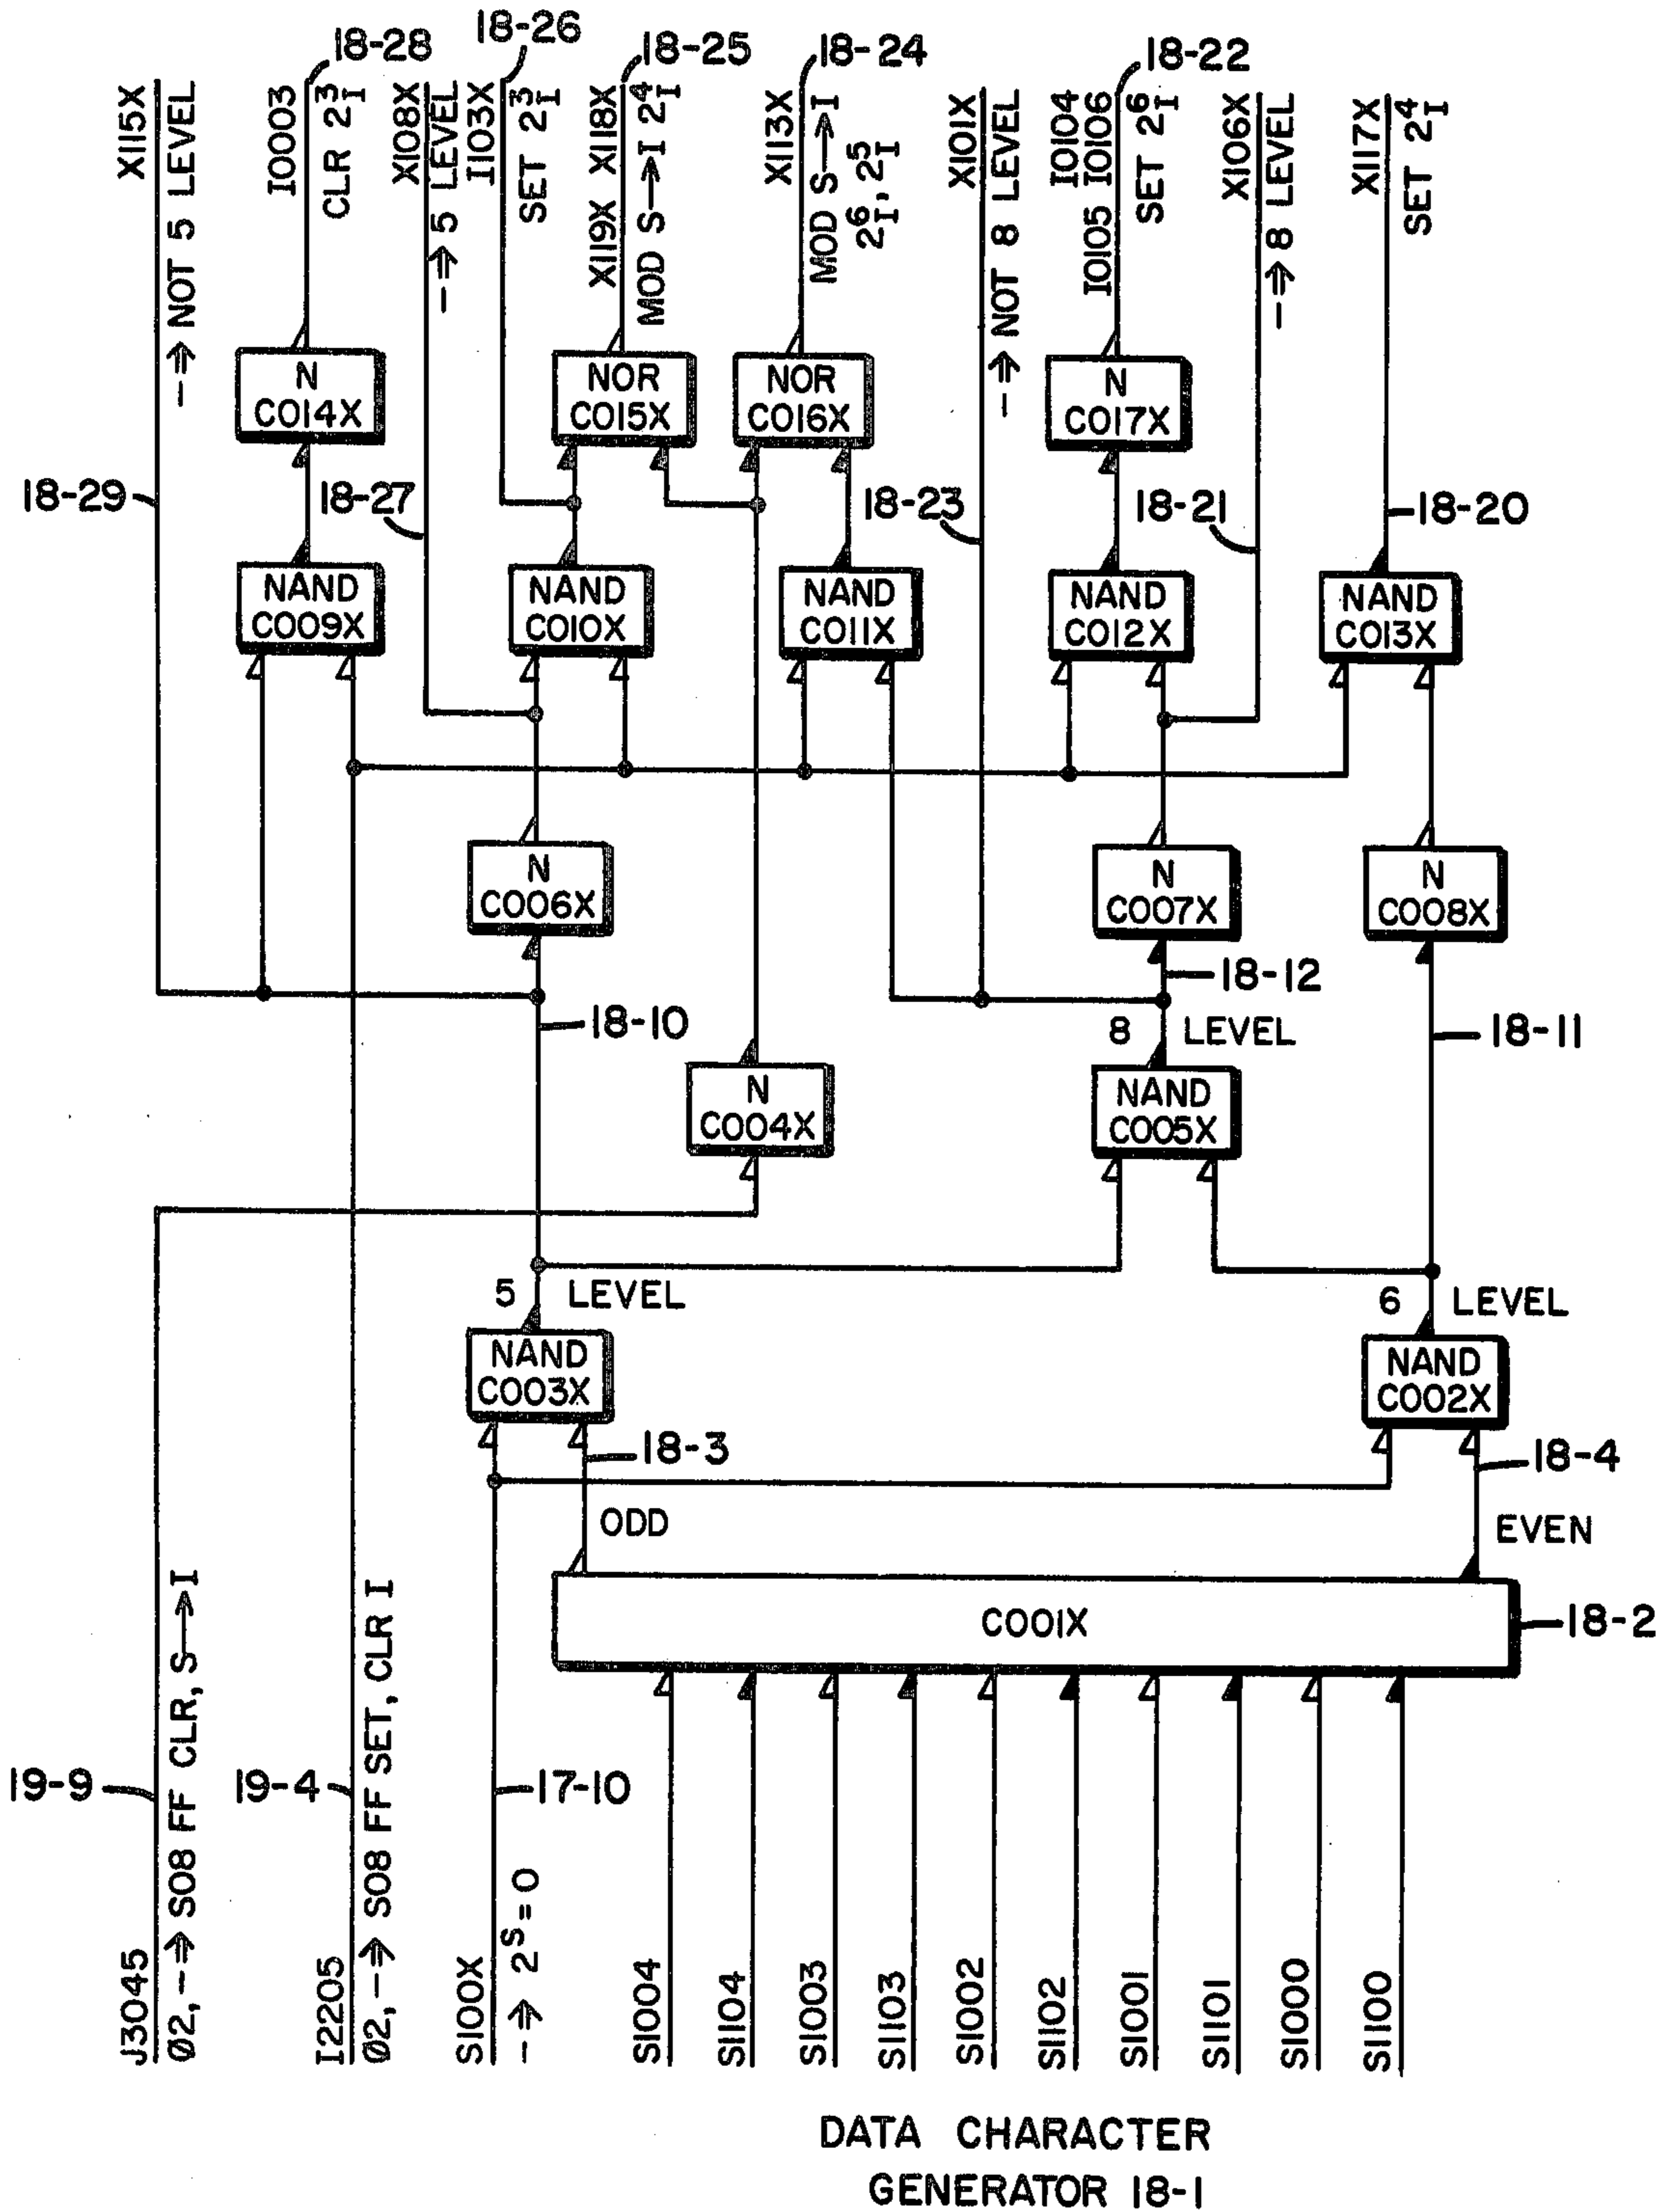 18-28
18-26
18-25
18-24
18-22
X115X
--⇒ NOT 5 LEVEL
I0003
CLR 2³I
X108X
--⇒ 5 LEVEL
I103X
SET 2³I
X119X X118X
MOD S→I 2⁴I
X113X
MOD S→I
2⁶I, 2⁵I
X101X
--⇒ NOT 8 LEVEL
I0104
I0105 I0106
SET 2⁶I
X106X
--⇒ 8 LEVEL
X117X
SET 2⁴I
N
C014X
NOR
C015X
NOR
C016X
N
C017X
18-29
18-27
18-23
18-21
18-20
NAND
C009X
NAND
C010X
NAND
C011X
NAND
C012X
NAND
C013X
N
C006X
N
C007X
N
C008X
18-10
18-12
18-11
8 LEVEL
N
C004X
NAND
C005X
5 LEVEL
6 LEVEL
NAND
C003X
NAND
C002X
18-3
18-4
ODD
EVEN
C001X
18-2
19-9
19-4
17-10
J3045
Ø2, --⇒ S08 FF CLR, S→I
I2205
Ø2, --⇒ S08 FF SET, CLR I
S100X
--⇒ 2ˢ = 0
S1004
S1104
S1003
S1103
S1002
S1102
S1001
S1101
S1000
S1100
DATA CHARACTER
GENERATOR 18-1